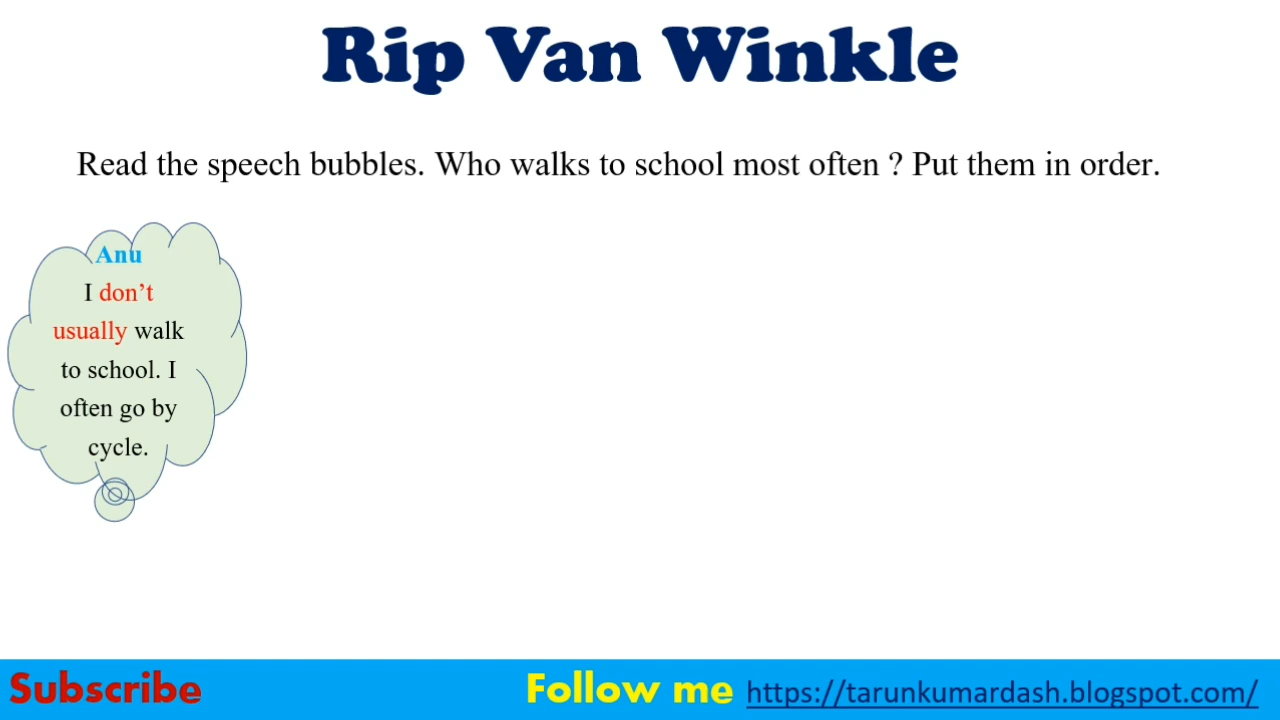 Rip Van Winkle
Read the speech bubbles. Who walks to school most often ? Put them in order.
Anu
I don’t
usually walk
to school. I
often go by
cycle.
Subscribe
Follow me https://tarunkumardash.blogspot.com/